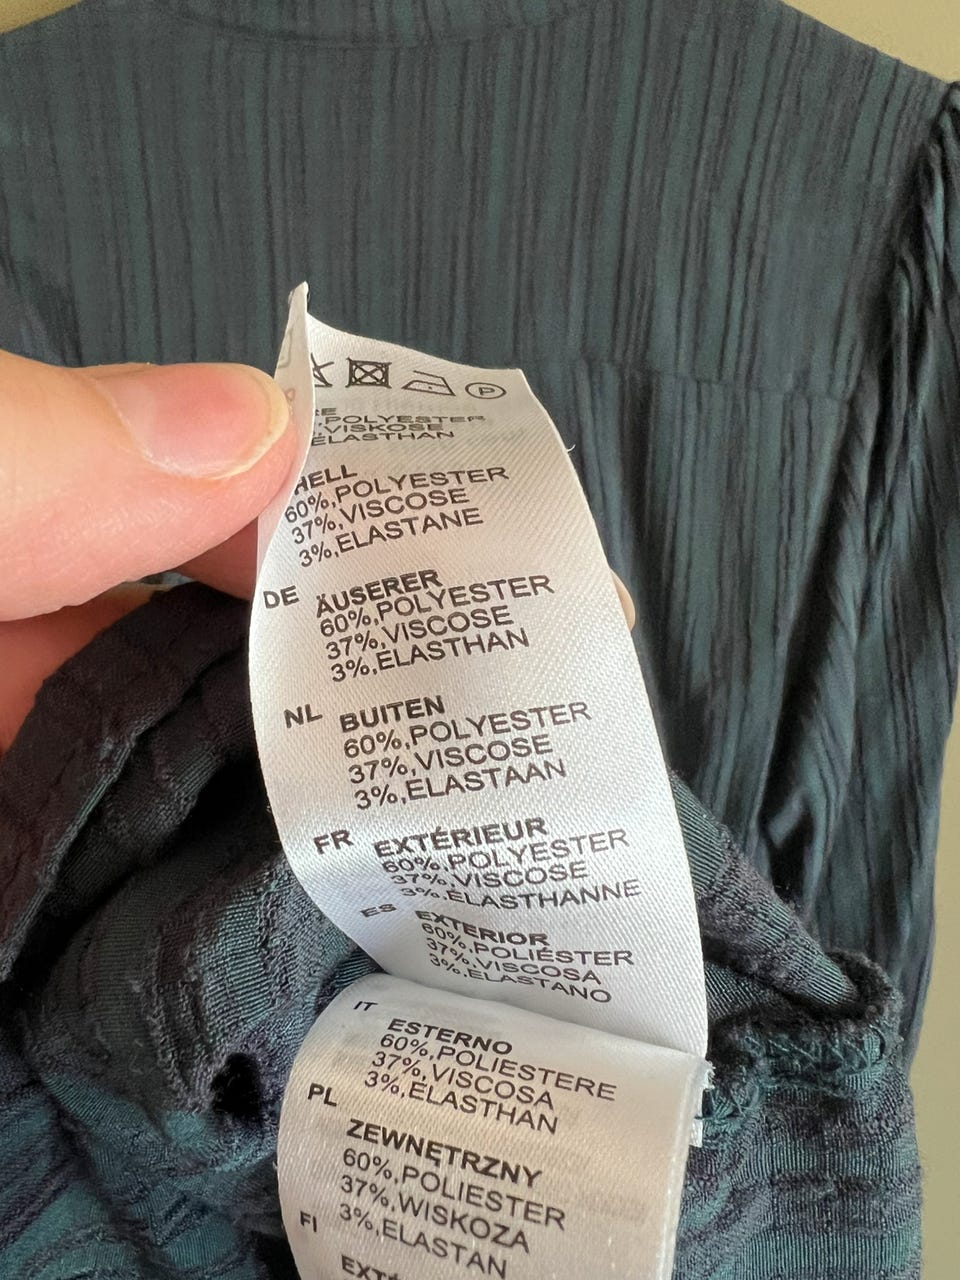 P
POLYESTER
VISKOSE
ELASTHAN
60%,POLYESTER
37%,VISCOSE
3%,ELASTANE
DE ÄUSERER
60%,POLYESTER
37%,VISCOSE
3%,ELASTHAN
NL BUITEN
60%,POLYESTER
37%,VISCOSE
3%,ELASTAAN
FR EXTÉRIEUR
60%,POLYESTER
37%,VISCOSE
3%,ELASTHANNE
ES EXTERIOR
60%,POLIÉSTER
37%,VISCOSA
3%,ELASTANO
IT
ESTERNO
60%,POLIESTERE
37%,VISCOSA
3%,ELASTHAN
PL
ZEWNĘTRZNY
60%,POLIESTER
37%,WISKOZA
3%,ELASTAN
FI